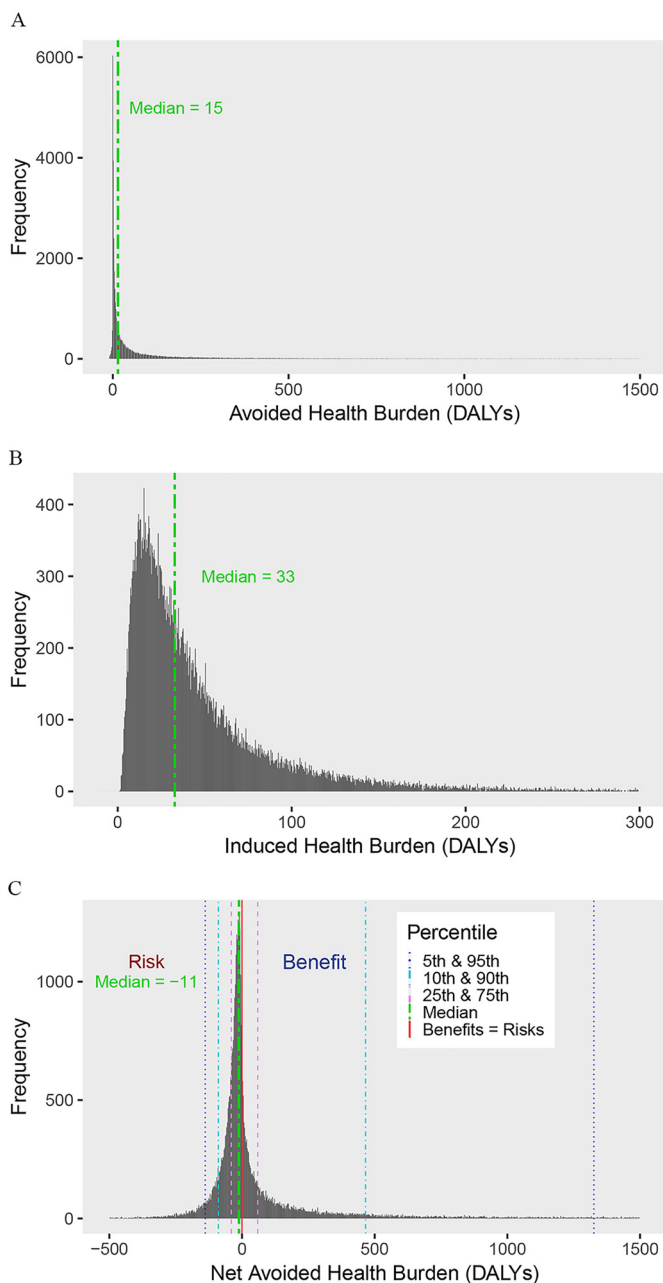 A
6000
4000
2000
0
Frequency
Median = 15
0 500 1000 1500
Avoided Health Burden (DALYs)
B
400
300
200
100
0
Frequency
Median = 33
0 100 200 300
Induced Health Burden (DALYs)
C
1000
500
0
Frequency
Risk
Median = −11
Benefit
Percentile
5th & 95th
10th & 90th
25th & 75th
Median
Benefits = Risks
−500 0 500 1000 1500
Net Avoided Health Burden (DALYs)